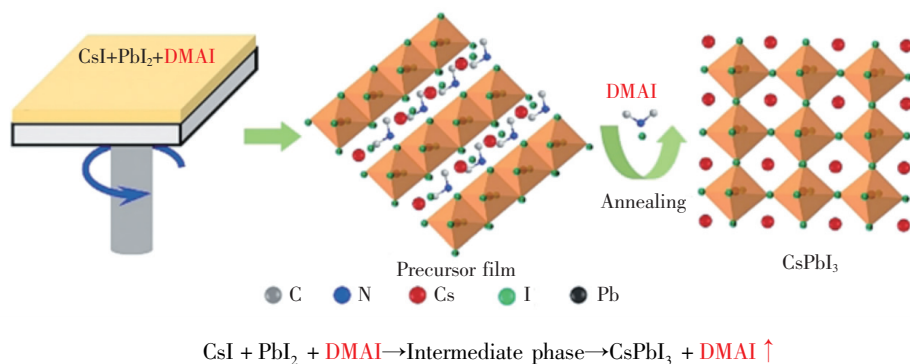 CsI+PbI₂+DMAI
DMAI
Annealing
Precursor film
CsPbI₃
C N Cs I Pb
CsI + PbI₂ + DMAI→Intermediate phase→CsPbI₃ + DMAI↑